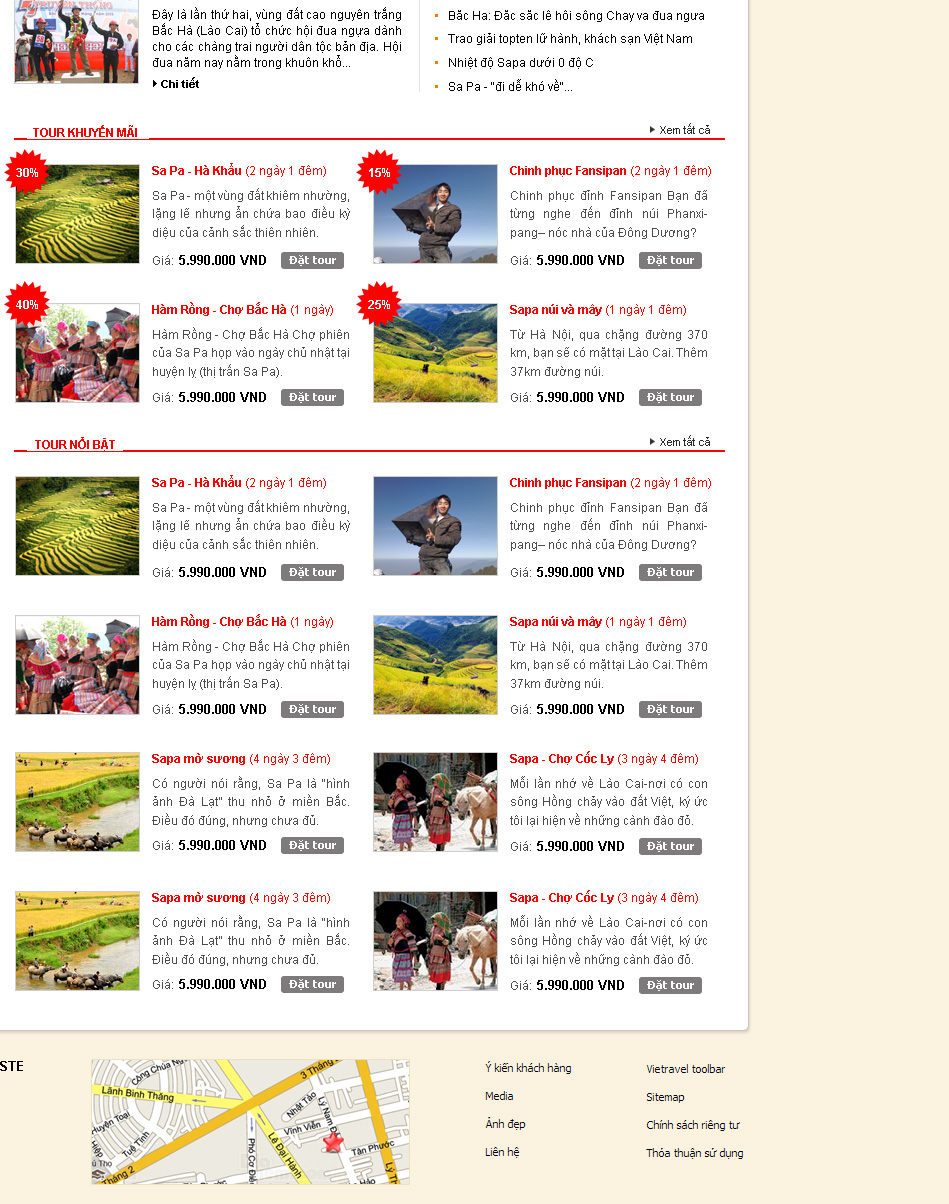 TRUYỀN THỐNG
Đây là lần thứ hai, vùng đất cao nguyên trắng
Bắc Hà (Lào Cai) tổ chức hội đua ngựa dành
cho các chàng trai người dân tộc bản địa. Hội
đua năm nay nằm trong khuôn khổ...
Chi tiết
Bắc Ha: Đặc sắc lê hôi sông Chay va đua ngưa
Trao giải topten lữ hành, khách sạn Việt Nam
Nhiệt độ Sapa dưới 0 độ C
Sa Pa - "đi dễ khó về"...
TOUR KHUYẾN MÃI
Xem tất cả
30%
Sa Pa - Hà Khẩu (2 ngày 1 đêm)
Sa Pa - một vùng đất khiêm nhường,
lặng lẽ nhưng ẩn chứa bao điều kỳ
diệu của cảnh sắc thiên nhiên.
Giá: 5.990.000 VND Đặt tour
15%
Chinh phục Fansipan (2 ngày 1 đêm)
Chinh phục đỉnh Fansipan Bạn đã
từng nghe đến đỉnh núi Phanxi-
pang– nóc nhà của Đông Dương?
Giá: 5.990.000 VND Đặt tour
40%
Hàm Rồng - Chợ Bắc Hà (1 ngày)
Hàm Rồng - Chợ Bắc Hà Chợ phiên
của Sa Pa họp vào ngày chủ nhật tại
huyện lỵ (thị trấn Sa Pa).
Giá: 5.990.000 VND Đặt tour
25%
Sapa núi và mây (1 ngày 1 đêm)
Từ Hà Nội, qua chặng đường 370
km, bạn sẽ có mặt tại Lào Cai. Thêm
37km đường núi.
Giá: 5.990.000 VND Đặt tour
TOUR NỔI BẬT
Xem tất cả
Sa Pa - Hà Khẩu (2 ngày 1 đêm)
Sa Pa - một vùng đất khiêm nhường,
lặng lẽ nhưng ẩn chứa bao điều kỳ
diệu của cảnh sắc thiên nhiên.
Giá: 5.990.000 VND Đặt tour
Chinh phục Fansipan (2 ngày 1 đêm)
Chinh phục đỉnh Fansipan Bạn đã
từng nghe đến đỉnh núi Phanxi-
pang– nóc nhà của Đông Dương?
Giá: 5.990.000 VND Đặt tour
Hàm Rồng - Chợ Bắc Hà (1 ngày)
Hàm Rồng - Chợ Bắc Hà Chợ phiên
của Sa Pa họp vào ngày chủ nhật tại
huyện lỵ (thị trấn Sa Pa).
Giá: 5.990.000 VND Đặt tour
Sapa núi và mây (1 ngày 1 đêm)
Từ Hà Nội, qua chặng đường 370
km, bạn sẽ có mặt tại Lào Cai. Thêm
37km đường núi.
Giá: 5.990.000 VND Đặt tour
Sapa mờ sương (4 ngày 3 đêm)
Có người nói rằng, Sa Pa là "hình
ảnh Đà Lạt" thu nhỏ ở miền Bắc.
Điều đó đúng, nhưng chưa đủ.
Giá: 5.990.000 VND Đặt tour
Sapa - Chợ Cốc Ly (3 ngày 4 đêm)
Mỗi lần nhớ về Lào Cai-nơi có con
sông Hồng chảy vào đất Việt, ký ức
tôi lại hiện về những cành đào đỏ.
Giá: 5.990.000 VND Đặt tour
Sapa mờ sương (4 ngày 3 đêm)
Có người nói rằng, Sa Pa là "hình
ảnh Đà Lạt" thu nhỏ ở miền Bắc.
Điều đó đúng, nhưng chưa đủ.
Giá: 5.990.000 VND Đặt tour
Sapa - Chợ Cốc Ly (3 ngày 4 đêm)
Mỗi lần nhớ về Lào Cai-nơi có con
sông Hồng chảy vào đất Việt, ký ức
tôi lại hiện về những cành đào đỏ.
Giá: 5.990.000 VND Đặt tour
STE
Công Chúa Ng
3 Tháng
Lãnh Binh Thăng
Huyện Toại
Tuệ Tĩnh
Hiệp
ú Thọ
Tháng 2
Phó Cơ Điề
Lê Đại Hành
Nhật Tảo
Vĩnh Viễn
Lý Nam Đ
Tân Phước
Hảo
Lý T
Ý kiến khách hàng
Media
Ảnh đẹp
Liên hệ
Vietravel toolbar
Sitemap
Chính sách riêng tư
Thỏa thuận sử dụng